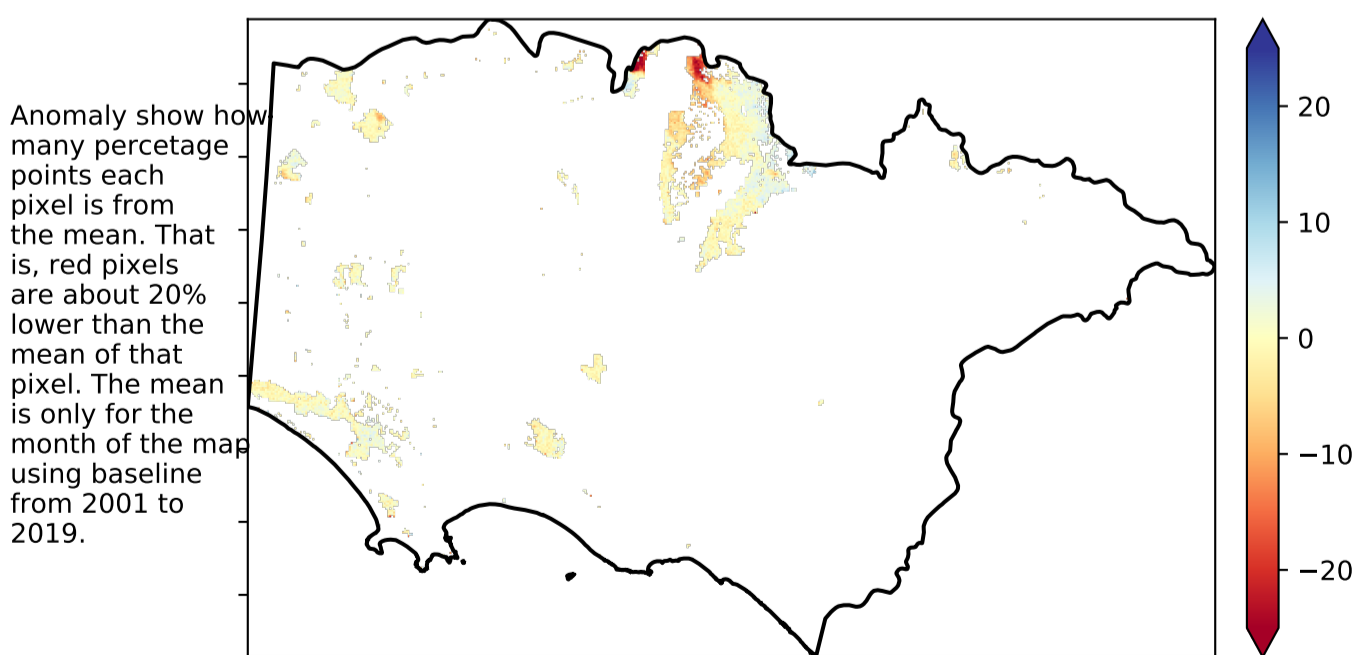 Anomaly show how
many percetage
points each
pixel is from
the mean. That
is, red pixels
are about 20%
lower than the
mean of that
pixel. The mean
is only for the
month of the map
using baseline
from 2001 to
2019.
20
10
0
−10
−20